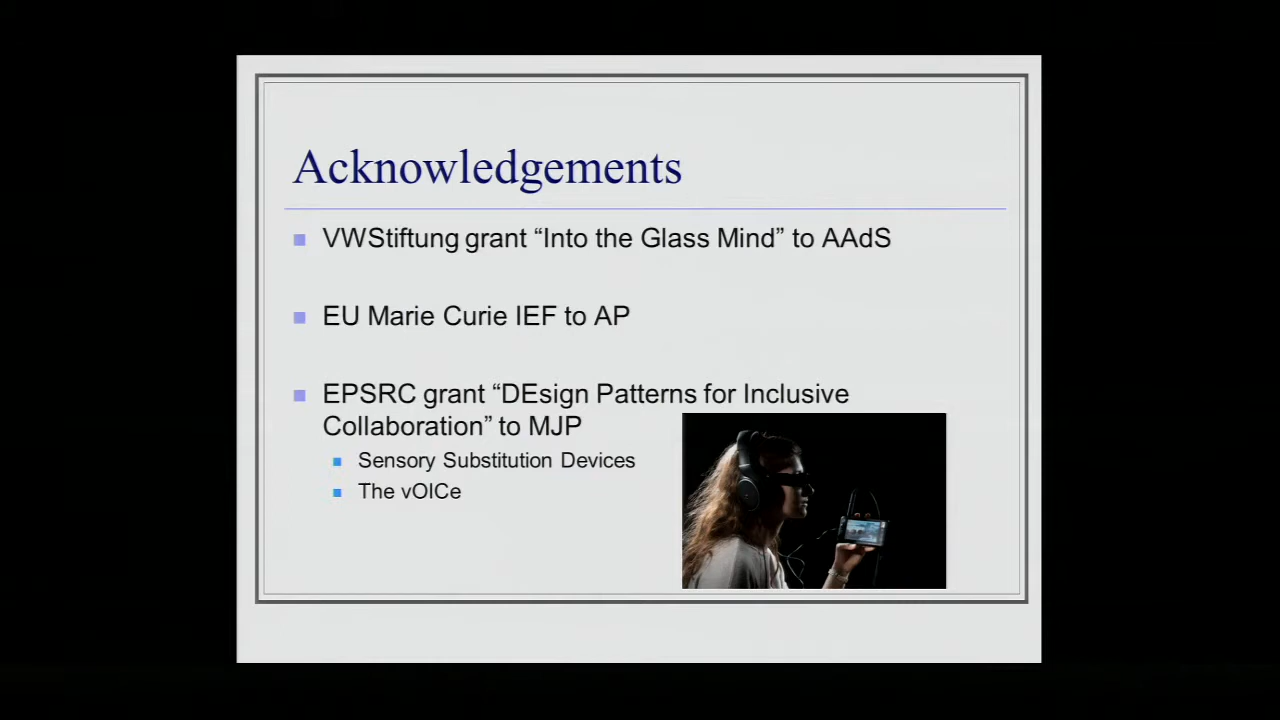 Acknowledgements
VWStiftung grant “Into the Glass Mind” to AAdS
EU Marie Curie IEF to AP
EPSRC grant “DEsign Patterns for Inclusive
Collaboration” to MJP
Sensory Substitution Devices
The vOICe